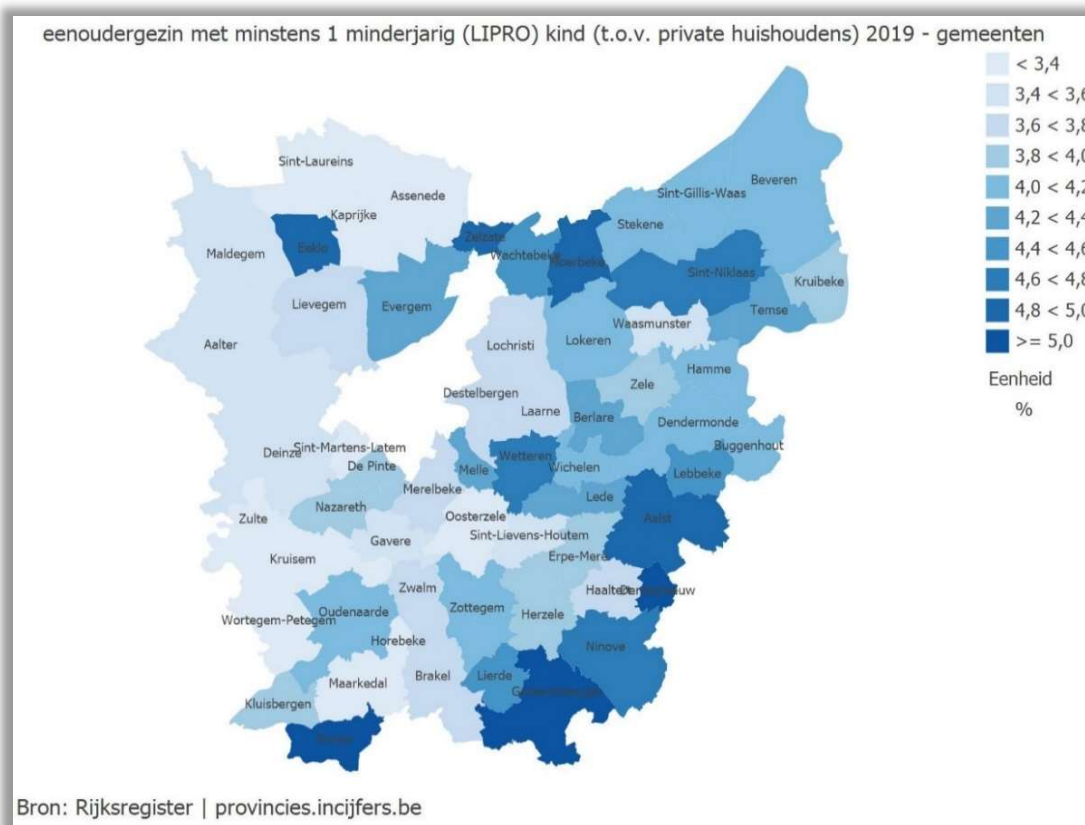 eenoudergezin met minstens 1 minderjarig (LIPRO) kind (t.o.v. private huishoudens) 2019 - gemeenten
< 3,4
3,4 < 3,6
3,6 < 3,8
3,8 < 4,0
4,0 < 4,2
4,2 < 4,4
4,4 < 4,6
4,6 < 4,8
4,8 < 5,0
>= 5,0
Eenheid
%
Sint-Laureins
Assenede
Kaprijke
Beveren
Sint-Gillis-Waas
Stekene
Maldegem
Eeklo
Zelzate
Wachtebeke
Moerbeke
Sint-Niklaas
Kruibeke
Lievegem
Evergem
Temse
Waasmunster
Aalter
Lochristi
Lokeren
Hamme
Zele
Destelbergen
Laarne
Berlare
Dendermonde
Buggenhout
Sint-Martens-Latem
Deinze
De Pinte
Wetteren
Wichelen
Melle
Lebbeke
Merelbeke
Lede
Nazareth
Oosterzele
Aalst
Zulte
Gavere
Sint-Lievens-Houtem
Kruisem
Erpe-Mere
Zwalm
Haaltert
Oudenaarde
Zottegem
Herzele
Wortegem-Petegem
Horebeke
Ninove
Maarkedal
Brakel
Lierde
Kluisbergen
Bron: Rijksregister | provincies.incijfers.be